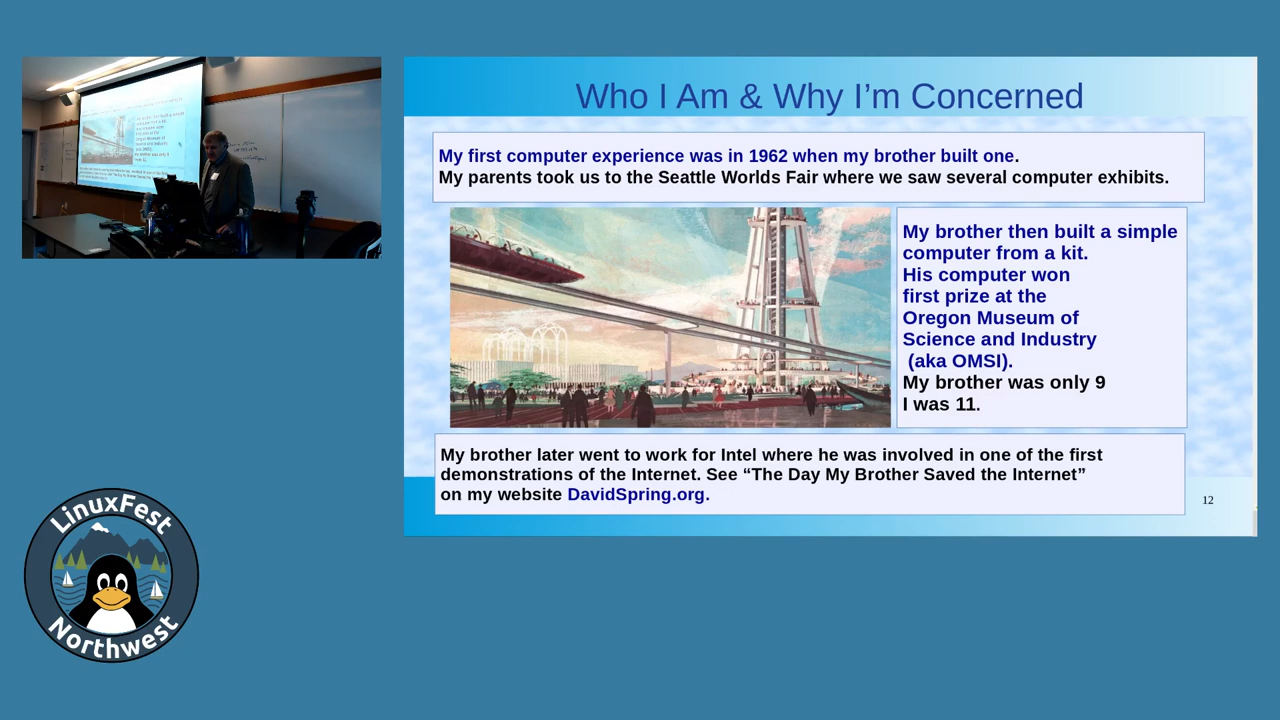 Who I Am & Why I’m Concerned
My first computer experience was in 1962 when my brother built one.
My parents took us to the Seattle Worlds Fair where we saw several computer exhibits.
My brother then built a simple
computer from a kit.
His computer won
first prize at the
Oregon Museum of
Science and Industry
(aka OMSI).
My brother was only 9
I was 11.
My brother later went to work for Intel where he was involved in one of the first
demonstrations of the Internet. See “The Day My Brother Saved the Internet”
on my website DavidSpring.org.
12
LinuxFest
Northwest